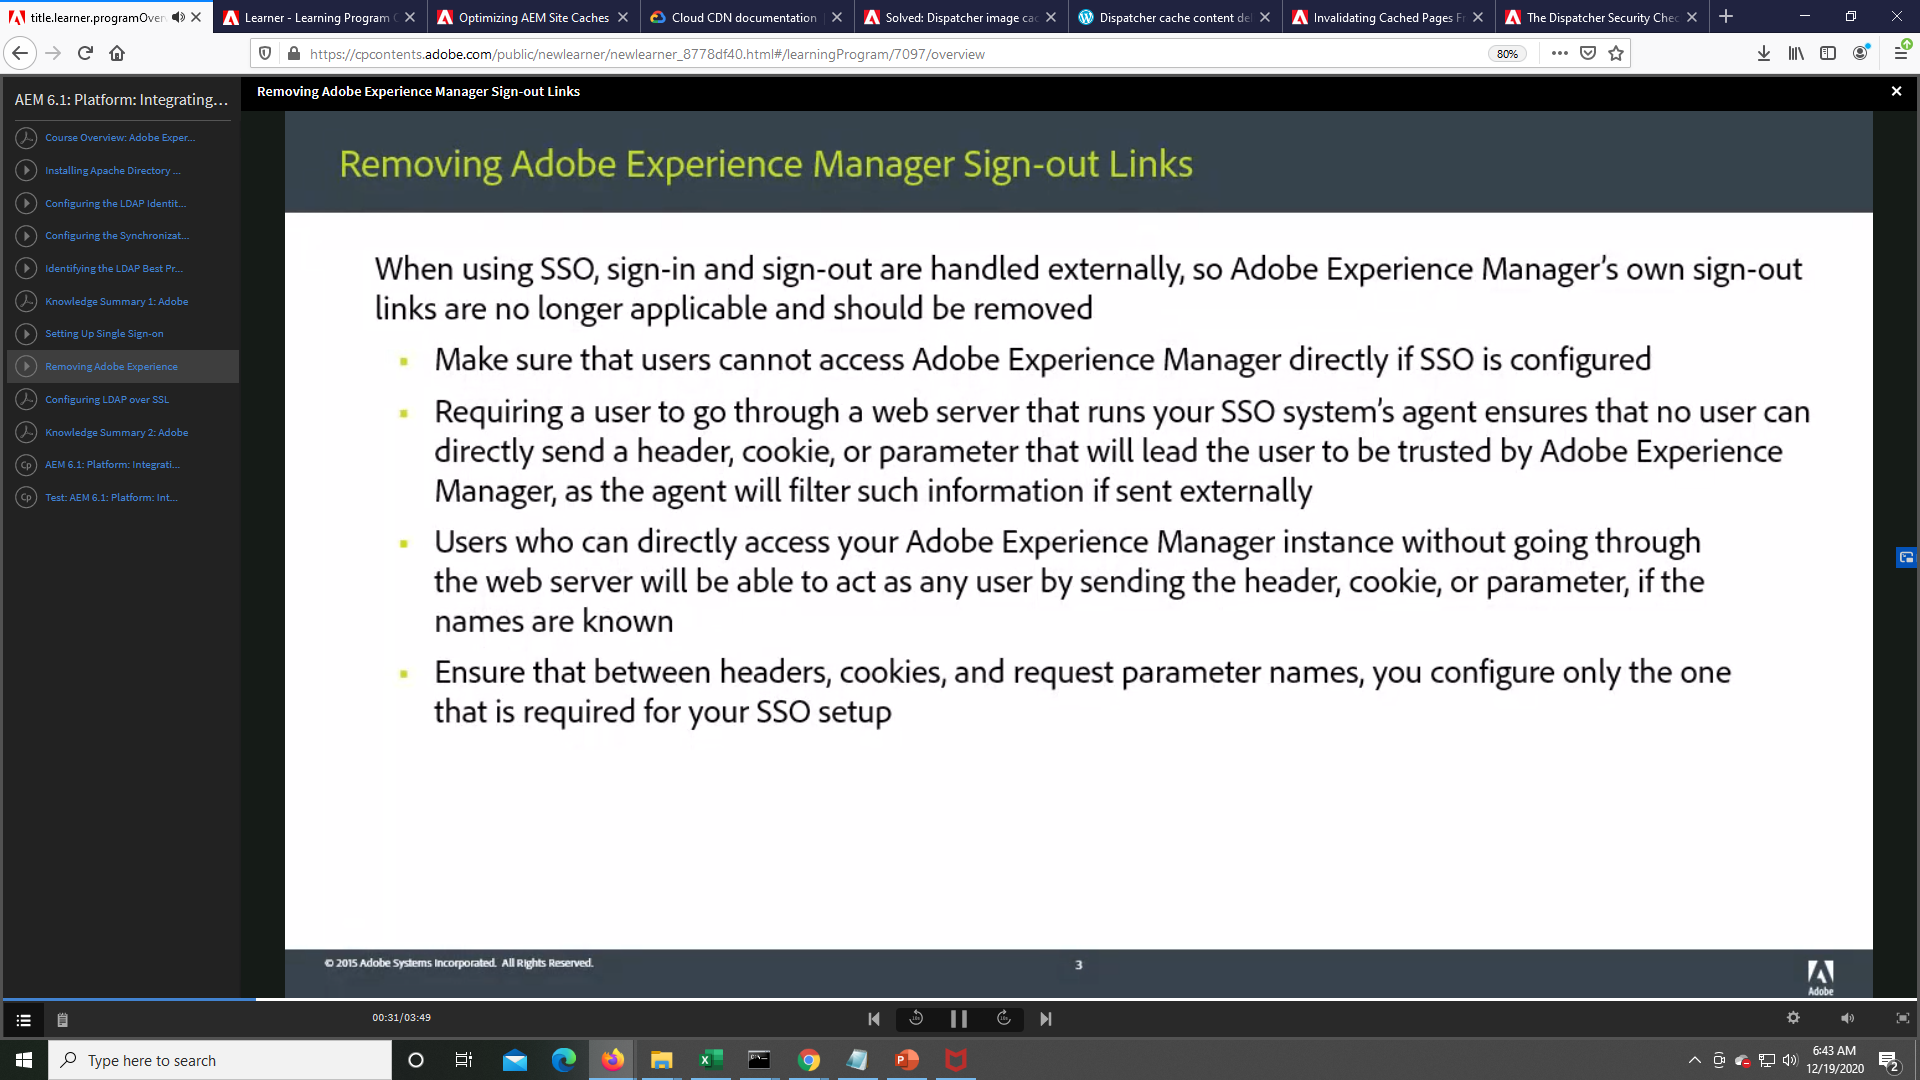 title.learner.programOver
Learner - Learning Program
Optimizing AEM Site Caches
Cloud CDN documentation
Solved: Dispatcher image ca
Dispatcher cache content de
Invalidating Cached Pages F
The Dispatcher Security Chec
https://cpcontents.adobe.com/public/newlearner/newlearner_8778df40.html#/learningProgram/7097/overview
80%
AEM 6.1: Platform: Integrating...
Removing Adobe Experience Manager Sign-out Links
Course Overview: Adobe Exper...
Installing Apache Directory ...
Configuring the LDAP Identit...
Configuring the Synchronizat...
Identifying the LDAP Best Pr...
Knowledge Summary 1: Adobe
Setting Up Single Sign-on
Removing Adobe Experience
Configuring LDAP over SSL
Knowledge Summary 2: Adobe
Cp AEM 6.1: Platform: Integrati...
Cp Test: AEM 6.1: Platform: Int...
Removing Adobe Experience Manager Sign-out Links
When using SSO, sign-in and sign-out are handled externally, so Adobe Experience Manager's own sign-out
links are no longer applicable and should be removed
Make sure that users cannot access Adobe Experience Manager directly if SSO is configured
Requiring a user to go through a web server that runs your SSO system's agent ensures that no user can
directly send a header, cookie, or parameter that will lead the user to be trusted by Adobe Experience
Manager, as the agent will filter such information if sent externally
Users who can directly access your Adobe Experience Manager instance without going through
the web server will be able to act as any user by sending the header, cookie, or parameter, if the
names are known
Ensure that between headers, cookies, and request parameter names, you configure only the one
that is required for your SSO setup
© 2015 Adobe Systems Incorporated. All Rights Reserved.
3
Adobe
00:31/03:49
Type here to search
6:43 AM
12/19/2020
2